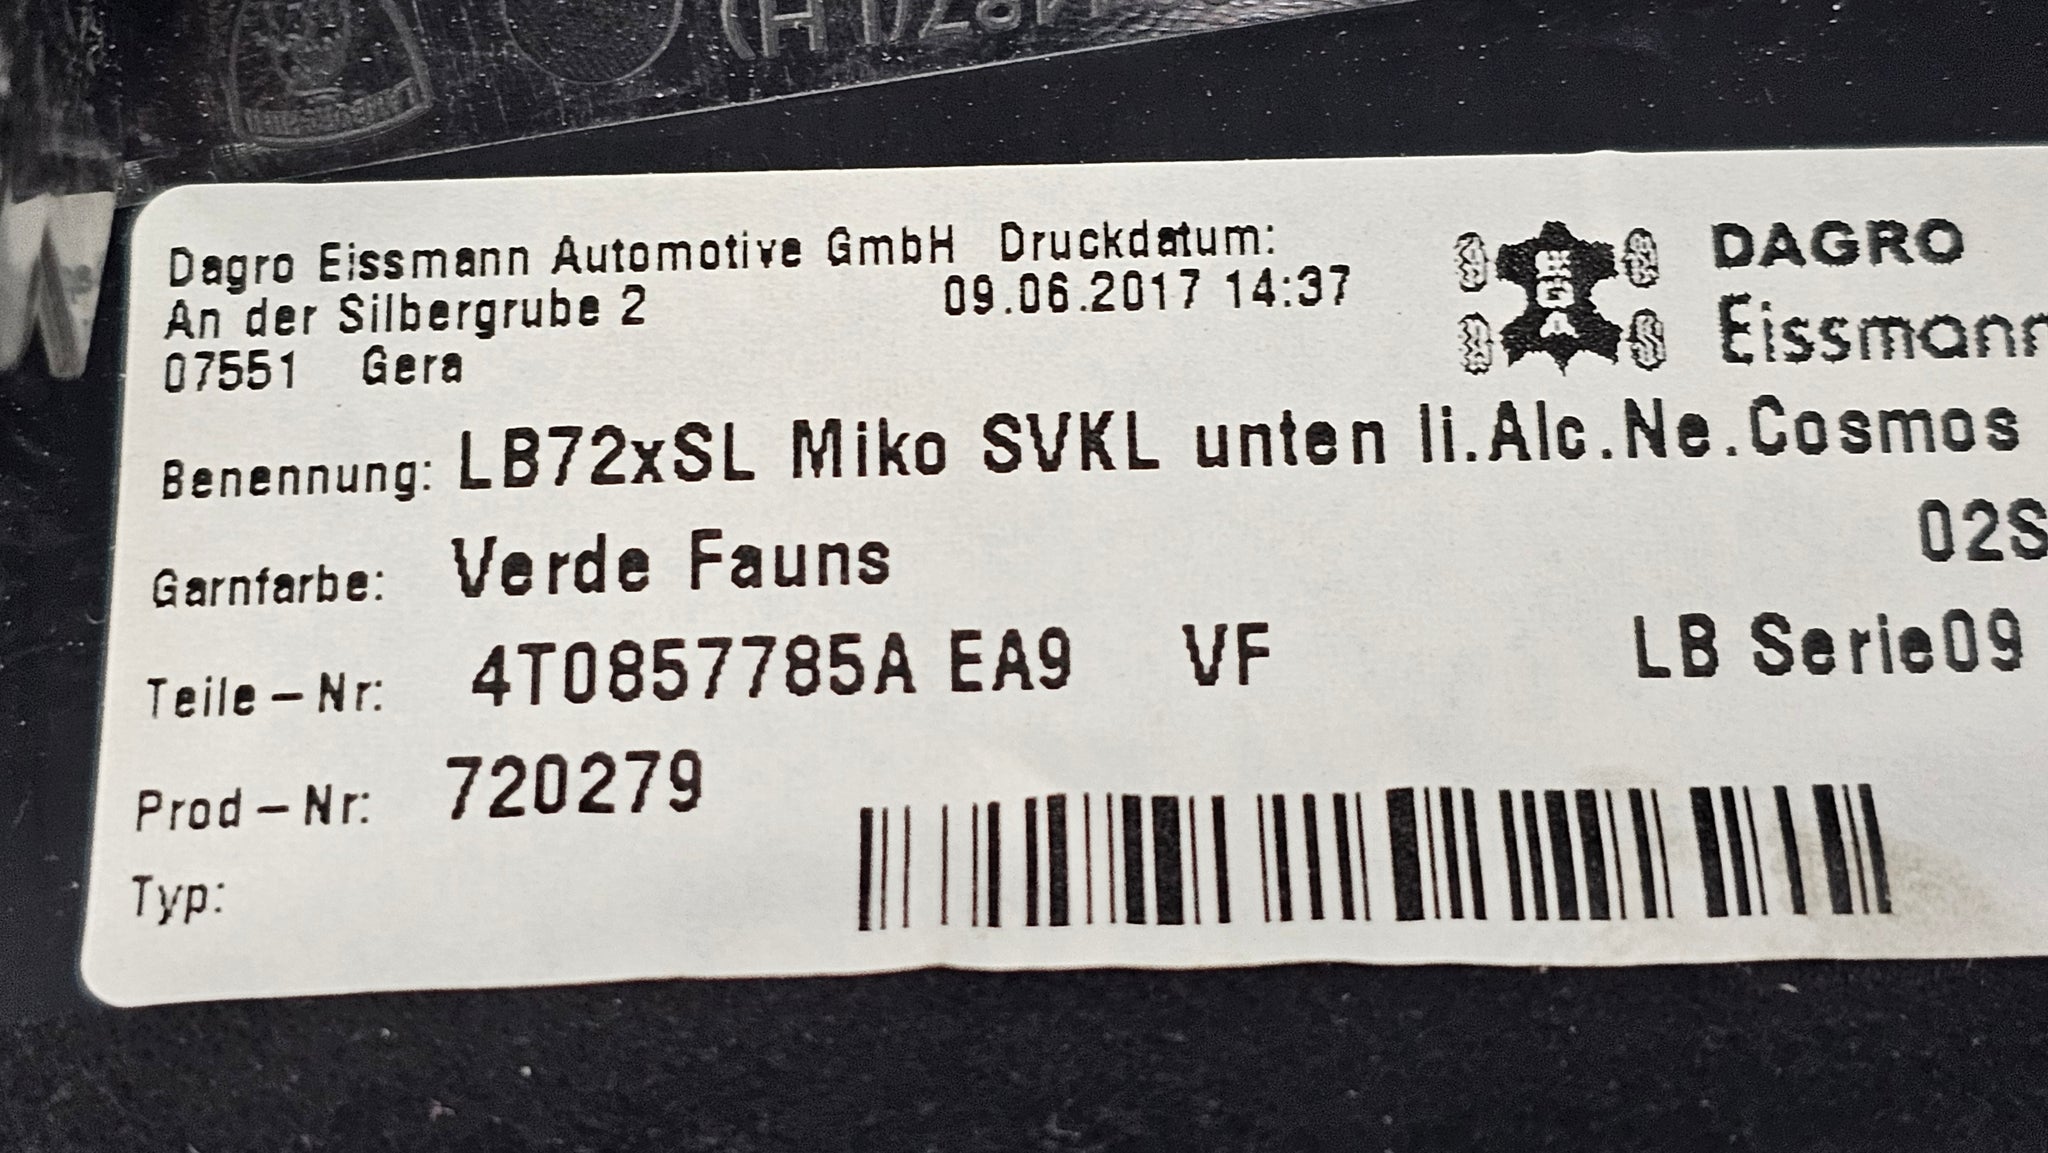 Dagro Eissmann Automotive GmbH Druckdatum:
An der Silbergrube 2 09.06.2017 14:37
07551 Gera
DAGRO
Eissmann
Benennung: LB72xSL Miko SVKL unten li.Alc.Ne.Cosmos
02S
Garnfarbe: Verde Fauns
Teile-Nr: 4T0857785A EA9 VF LB Serie09
Prod-Nr: 720279
Typ: